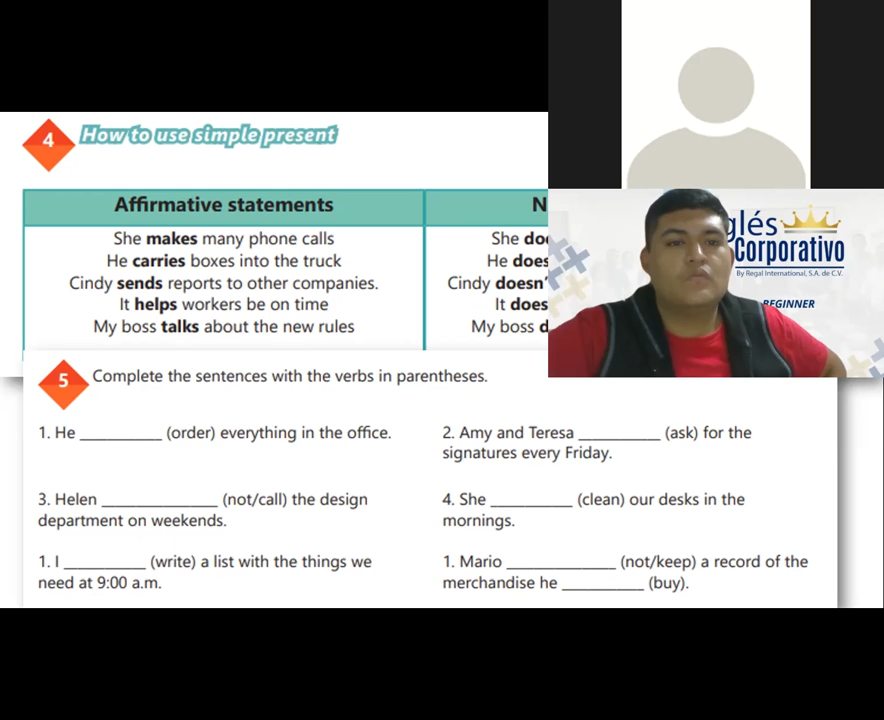 4 How to use simple present
Affirmative statements
She makes many phone calls
He carries boxes into the truck
Cindy sends reports to other companies.
It helps workers be on time
My boss talks about the new rules
N
She do
He does
Cindy doesn'
It does
My boss d
glés
Corporativo
By Regal International, S.A. de C.V.
BEGINNER
5 Complete the sentences with the verbs in parentheses.
1. He __________ (order) everything in the office.
2. Amy and Teresa __________ (ask) for the
signatures every Friday.
3. Helen ______________ (not/call) the design
department on weekends.
4. She __________ (clean) our desks in the
mornings.
1. I __________ (write) a list with the things we
need at 9:00 a.m.
1. Mario _____________ (not/keep) a record of the
merchandise he __________ (buy).